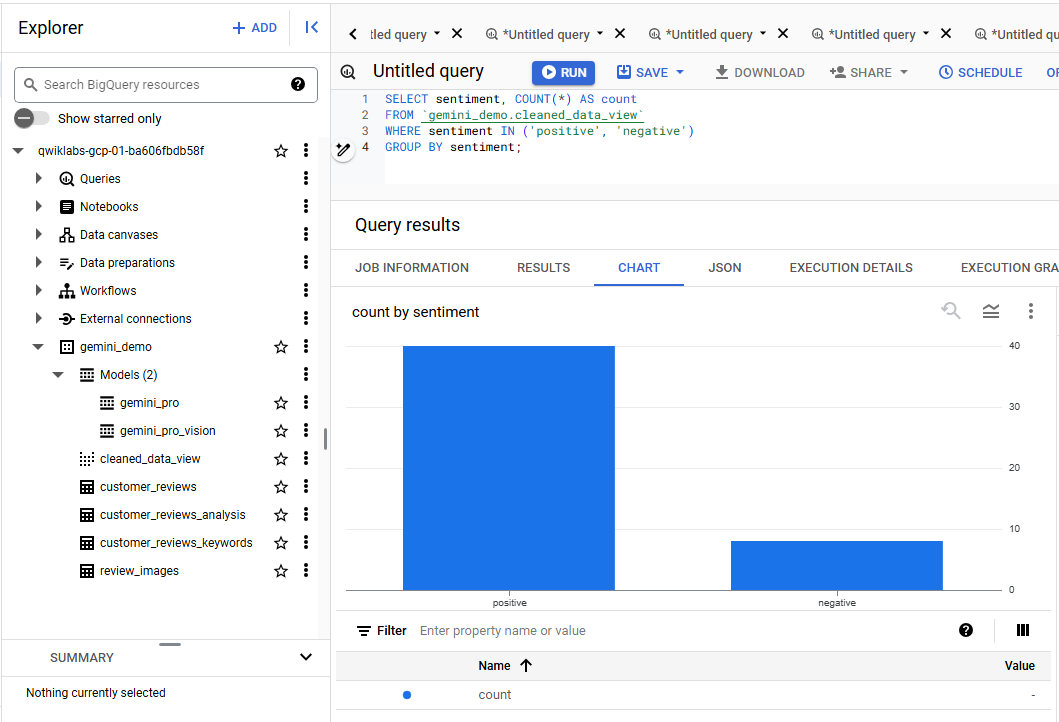 Explorer
+ ADD
Search BigQuery resources
Show starred only
qwiklabs-gcp-01-ba606fbdb58f
Queries
Notebooks
Data canvases
Data preparations
Workflows
External connections
gemini_demo
Models (2)
gemini_pro
gemini_pro_vision
cleaned_data_view
customer_reviews
customer_reviews_analysis
customer_reviews_keywords
review_images
SUMMARY
Nothing currently selected
tled query *Untitled query *Untitled query *Untitled query *Untitled qu
Untitled query RUN SAVE DOWNLOAD SHARE SCHEDULE OP
1 SELECT sentiment, COUNT(*) AS count
2 FROM `gemini_demo.cleaned_data_view`
3 WHERE sentiment IN ('positive', 'negative')
4 GROUP BY sentiment;
Query results
JOB INFORMATION RESULTS CHART JSON EXECUTION DETAILS EXECUTION GRA
count by sentiment
40
30
20
10
0
positive negative
Filter Enter property name or value
Name Value
count -